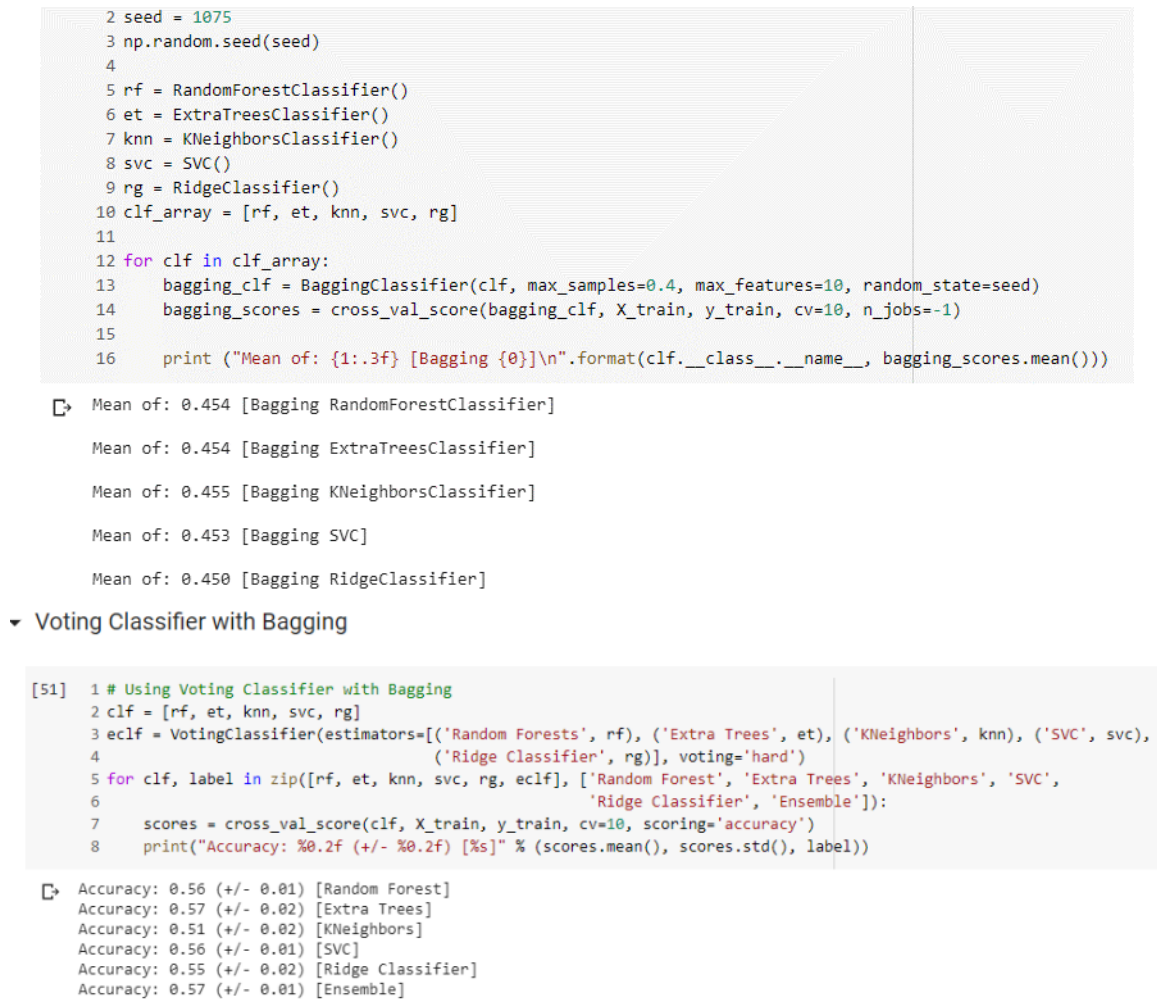 2 seed = 1075
3 np.random.seed(seed)
4
5 rf = RandomForestClassifier()
6 et = ExtraTreesClassifier()
7 knn = KNeighborsClassifier()
8 svc = SVC()
9 rg = RidgeClassifier()
10 clf_array = [rf, et, knn, svc, rg]
11
12 for clf in clf_array:
13     bagging_clf = BaggingClassifier(clf, max_samples=0.4, max_features=10, random_state=seed)
14     bagging_scores = cross_val_score(bagging_clf, X_train, y_train, cv=10, n_jobs=-1)
15
16     print ("Mean of: {1:.3f} [Bagging {0}]\n".format(clf.__class__.__name__, bagging_scores.mean()))
Mean of: 0.454 [Bagging RandomForestClassifier]
Mean of: 0.454 [Bagging ExtraTreesClassifier]
Mean of: 0.455 [Bagging KNeighborsClassifier]
Mean of: 0.453 [Bagging SVC]
Mean of: 0.450 [Bagging RidgeClassifier]
Voting Classifier with Bagging
[51] 1 # Using Voting Classifier with Bagging
2 clf = [rf, et, knn, svc, rg]
3 eclf = VotingClassifier(estimators=[('Random Forests', rf), ('Extra Trees', et), ('KNeighbors', knn), ('SVC', svc),
4                                     ('Ridge Classifier', rg)], voting='hard')
5 for clf, label in zip([rf, et, knn, svc, rg, eclf], ['Random Forest', 'Extra Trees', 'KNeighbors', 'SVC',
6                                                      'Ridge Classifier', 'Ensemble']):
7     scores = cross_val_score(clf, X_train, y_train, cv=10, scoring='accuracy')
8     print("Accuracy: %0.2f (+/- %0.2f) [%s]" % (scores.mean(), scores.std(), label))
Accuracy: 0.56 (+/- 0.01) [Random Forest]
Accuracy: 0.57 (+/- 0.02) [Extra Trees]
Accuracy: 0.51 (+/- 0.02) [KNeighbors]
Accuracy: 0.56 (+/- 0.01) [SVC]
Accuracy: 0.55 (+/- 0.02) [Ridge Classifier]
Accuracy: 0.57 (+/- 0.01) [Ensemble]